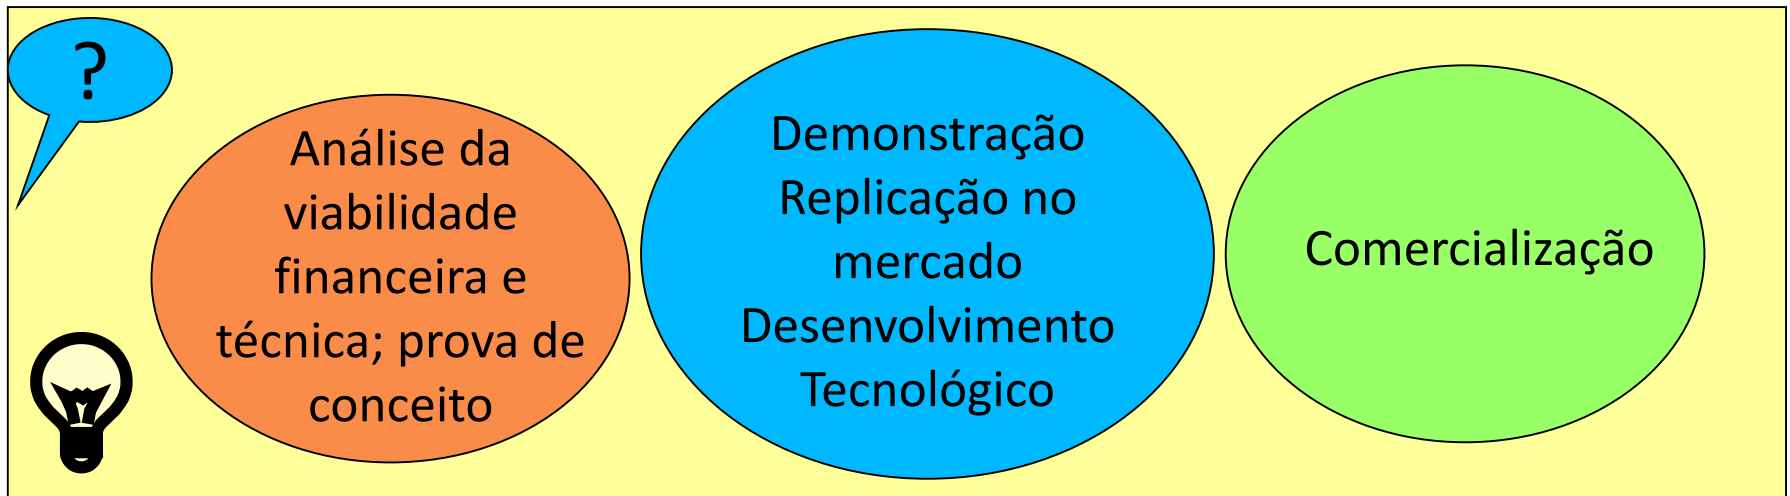 ?
Análise da
viabilidade
financeira e
técnica; prova de
conceito
Demonstração
Replicação no
mercado
Desenvolvimento
Tecnológico
Comercialização